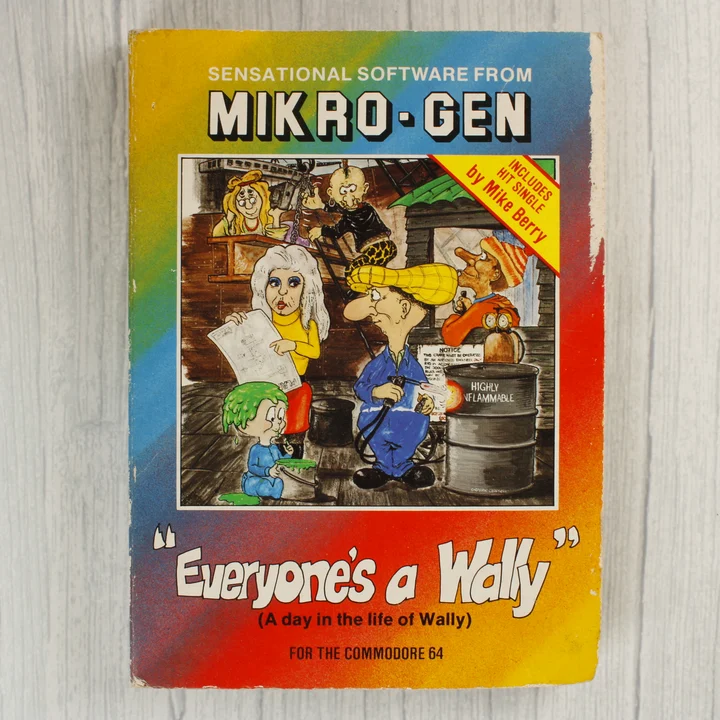 SENSATIONAL SOFTWARE FROM
MIKRO-GEN
INCLUDES
HIT SINGLE
by Mike Berry
NOTICE
HIGHLY
INFLAMMABLE
"Everyone's a Wally"
(A day in the life of Wally)
FOR THE COMMODORE 64